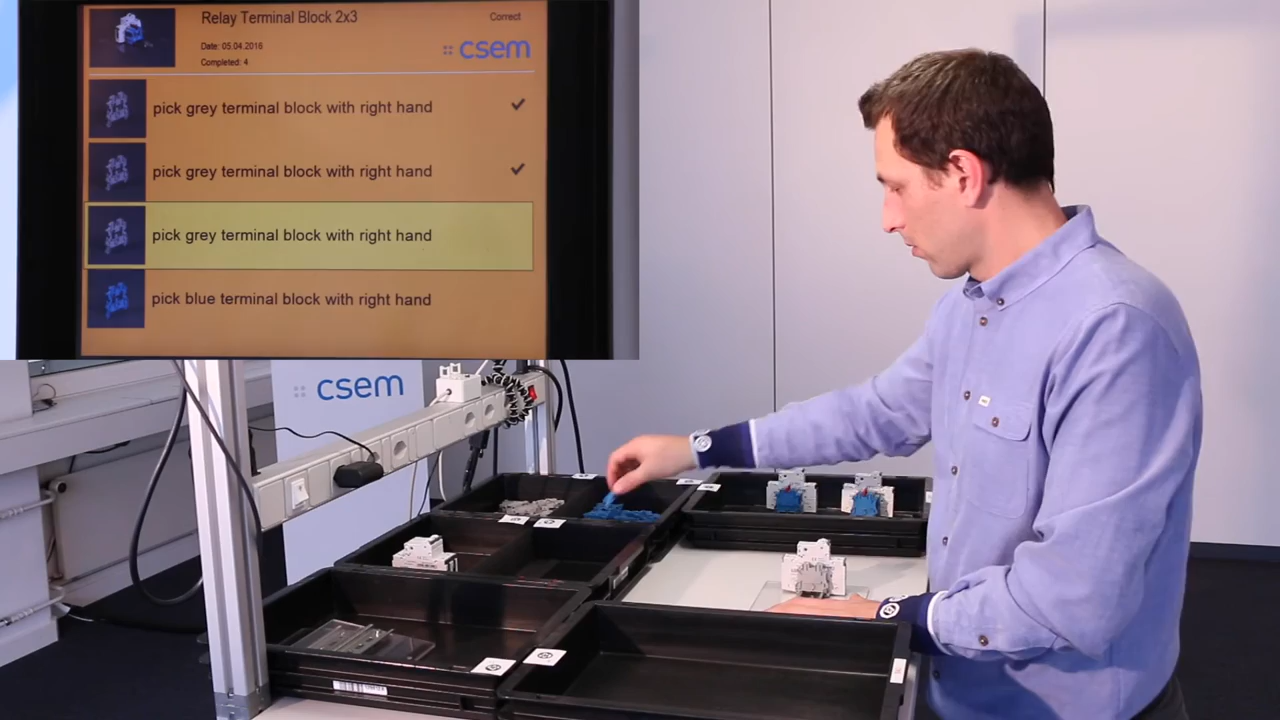 Relay Terminal Block 2x3
Correct
Date: 05.04.2016
Completed: 4
csem
pick grey terminal block with right hand
pick grey terminal block with right hand
pick grey terminal block with right hand
pick blue terminal block with right hand
csem